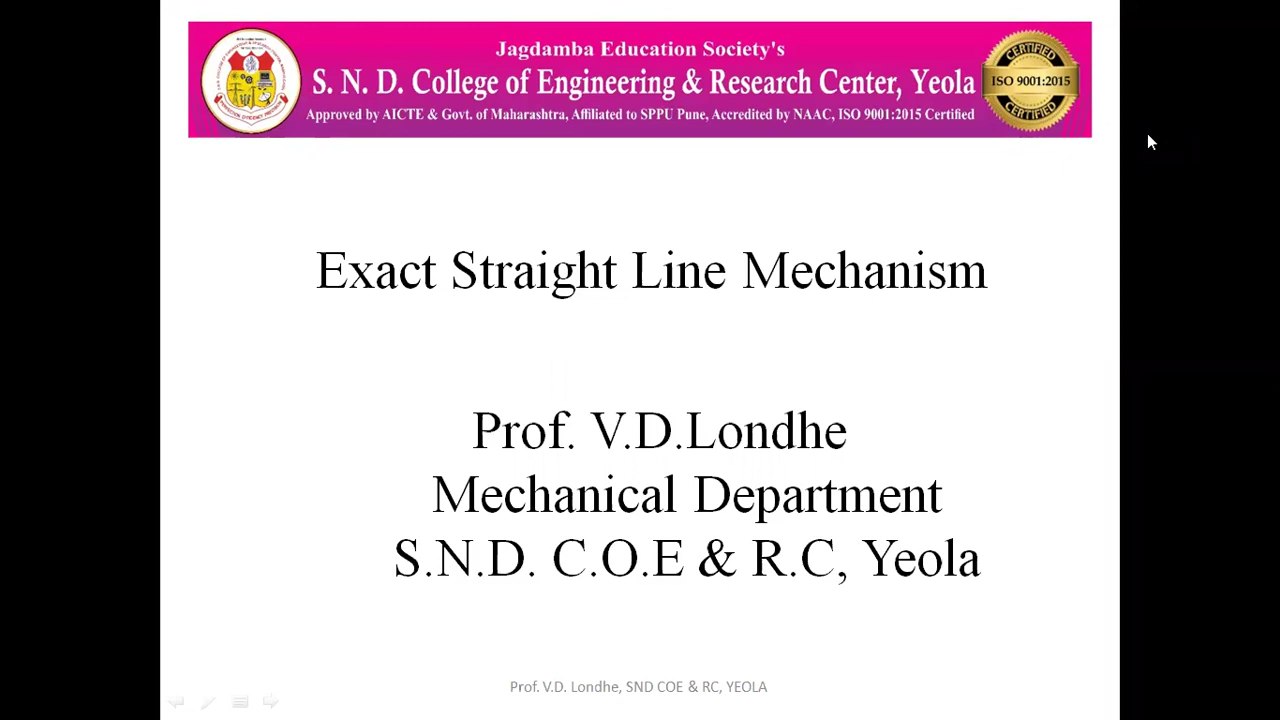 Jagdamba Education Society's
S. N. D. College of Engineering & Research Center, Yeola
Approved by AICTE & Govt. of Maharashtra, Affiliated to SPPU Pune, Accredited by NAAC, ISO 9001:2015 Certified
CERTIFIED
ISO 9001:2015
CERTIFIED
Exact Straight Line Mechanism
Prof. V.D.Londhe
Mechanical Department
S.N.D. C.O.E & R.C, Yeola
Prof. V.D. Londhe, SND COE & RC, YEOLA